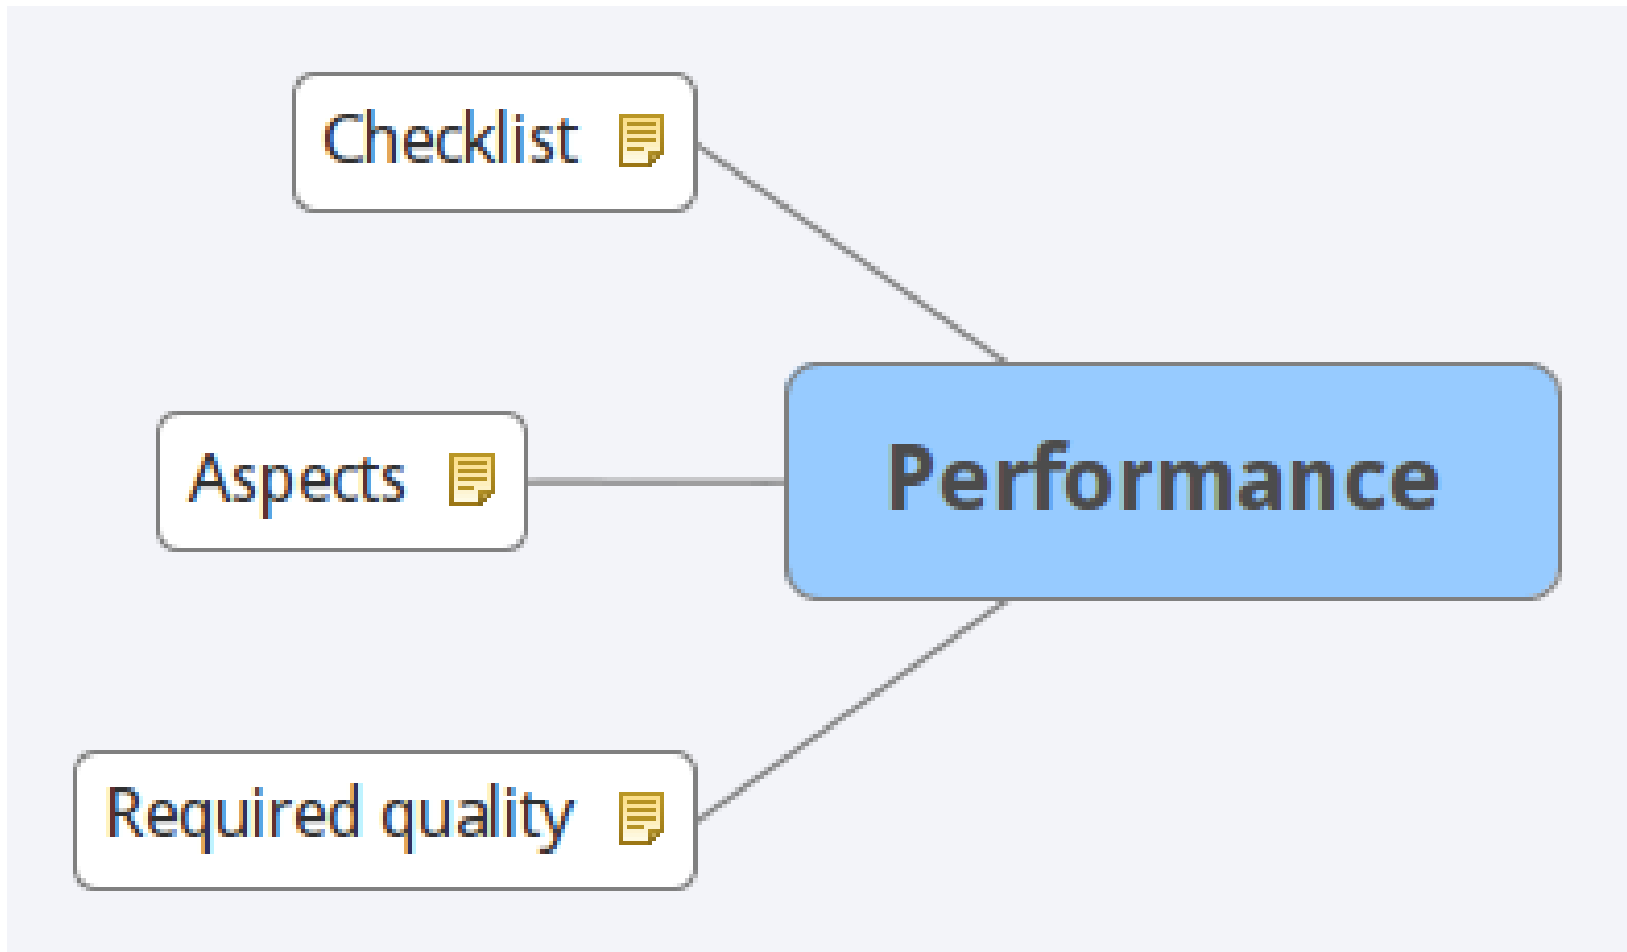 Checklist
Aspects
Performance
Required quality